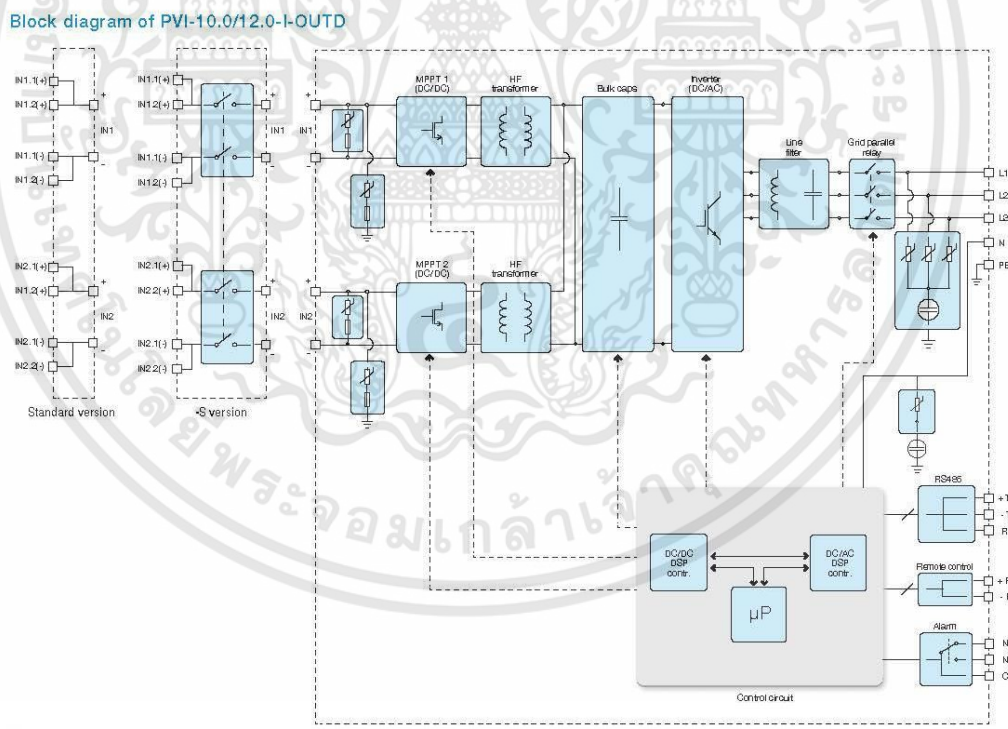 Block diagram of PVI-10.0/12.0-I-OUTD
IN1.1(+)
IN1.2(+)
+
IN1
IN1.1(-)
-
IN1.2(-)
IN2.1(+)
IN1.2(+)
+
IN2
IN2.1(-)
-
IN2.2(-)
Standard version
IN1.1(+)
IN1.2(+)
+
IN1
IN1.1(-)
-
IN1.2(-)
IN2.1(+)
IN2.2(+)
+
IN2
IN2.1(-)
-
IN2.2(-)
-S version
+
IN1
-
+
IN2
-
MPPT 1
(DC/DC)
HF
transformer
MPPT 2
(DC/DC)
HF
transformer
Bulk caps
Inverter
(DC/AC)
Line
filter
Grid parallel
relay
L1
L2
L3
N
PE
RS485
+T
-T
R
Remote control
+ R
- R
Alarm
N
N
C
DC/DC
DSP
contr.
DC/AC
DSP
contr.
µP
Control circuit